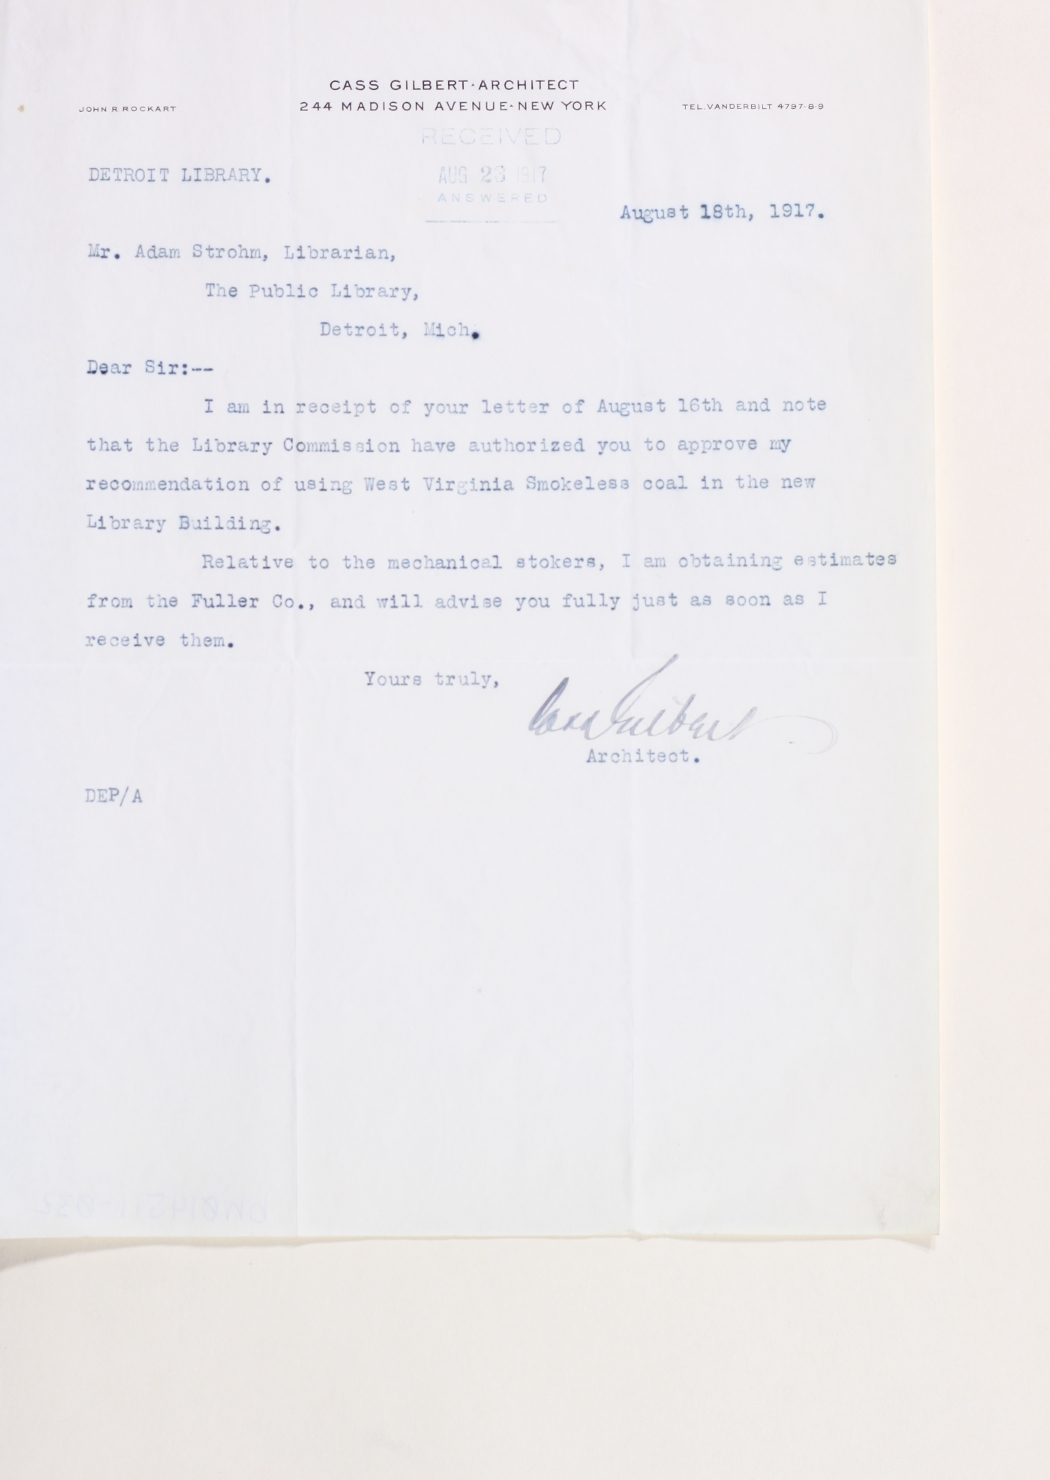 CASS GILBERT·ARCHITECT
JOHN R. ROCKART
244 MADISON AVENUE·NEW YORK
TEL. VANDERBILT 4797-8-9
RECEIVED
AUG 23 1917
ANSWERED
DETROIT LIBRARY.
August 18th, 1917.
Mr. Adam Strohm, Librarian,
The Public Library,
Detroit, Mich.
Dear Sir:--
I am in receipt of your letter of August 16th and note
that the Library Commission have authorized you to approve my
recommendation of using West Virginia Smokeless coal in the new
Library Building.
Relative to the mechanical stokers, I am obtaining estimates
from the Fuller Co., and will advise you fully just as soon as I
receive them.
Yours truly,
Cass Gilbert
Architect.
DEP/A